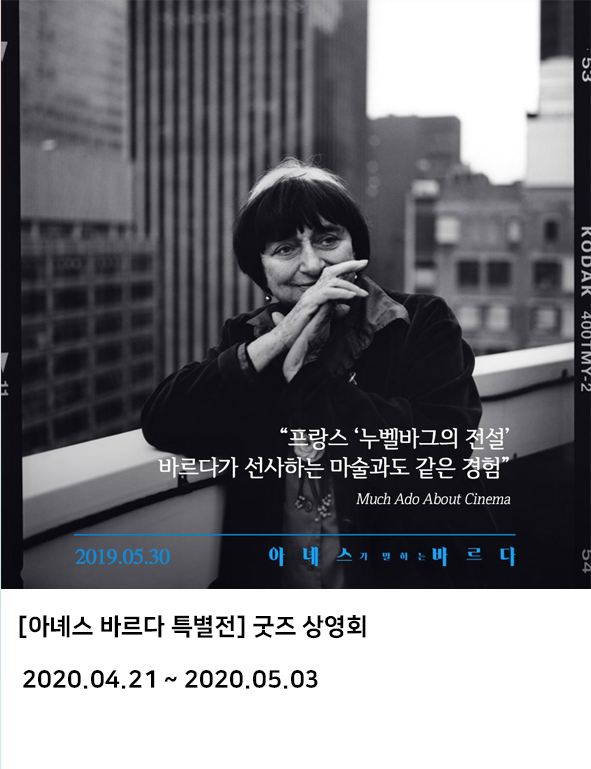 53
KODAK 400TMY-2
11
“프랑스 ‘누벨바그의 전설’
바르다가 선사하는 마술과도 같은 경험”
Much Ado About Cinema
2019.05.30
아녜스가 말하는 바르다
54
[아녜스 바르다 특별전] 굿즈 상영회
2020.04.21 ~ 2020.05.03